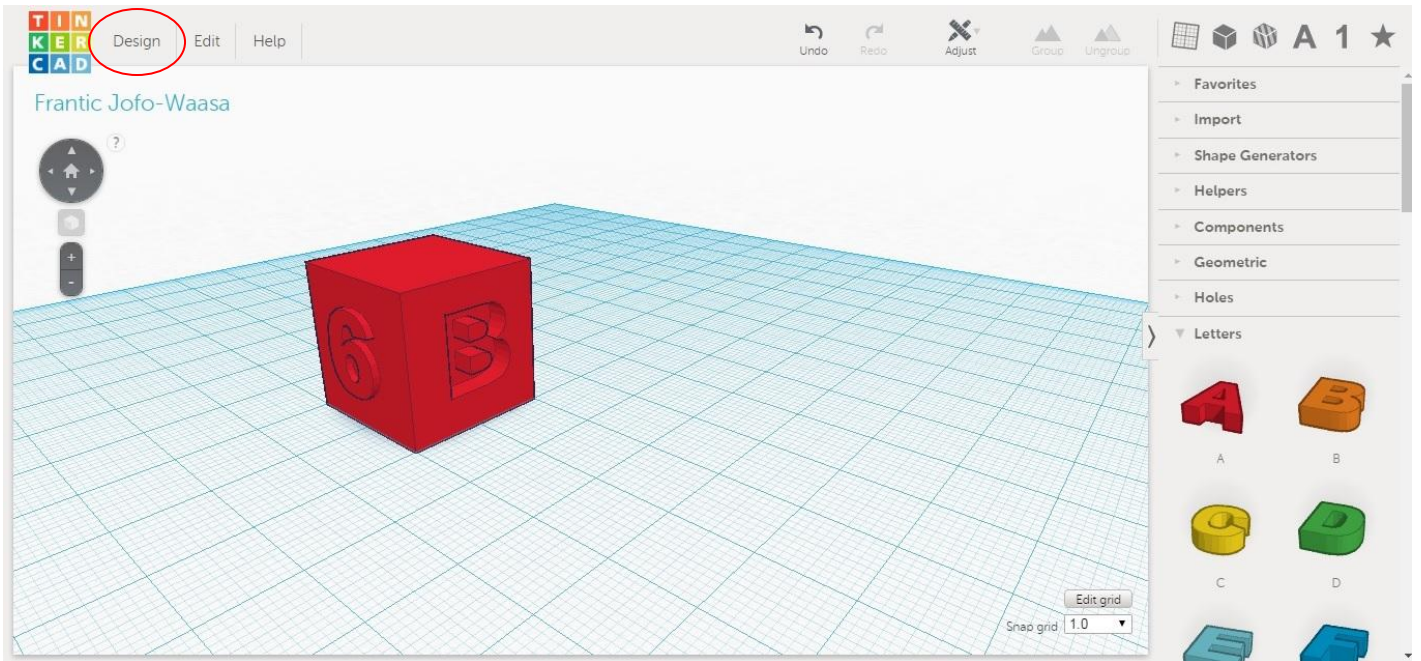 TIN
KER
CAD
Design
Edit
Help
Undo
Redo
Adjust
Group
Ungroup
A
1
Frantic Jofo-Waasa
?
+
-
6
B
Favorites
Import
Shape Generators
Helpers
Components
Geometric
Holes
Letters
A
B
A
B
C
D
C
D
E
F
Edit grid
Snap grid 1.0